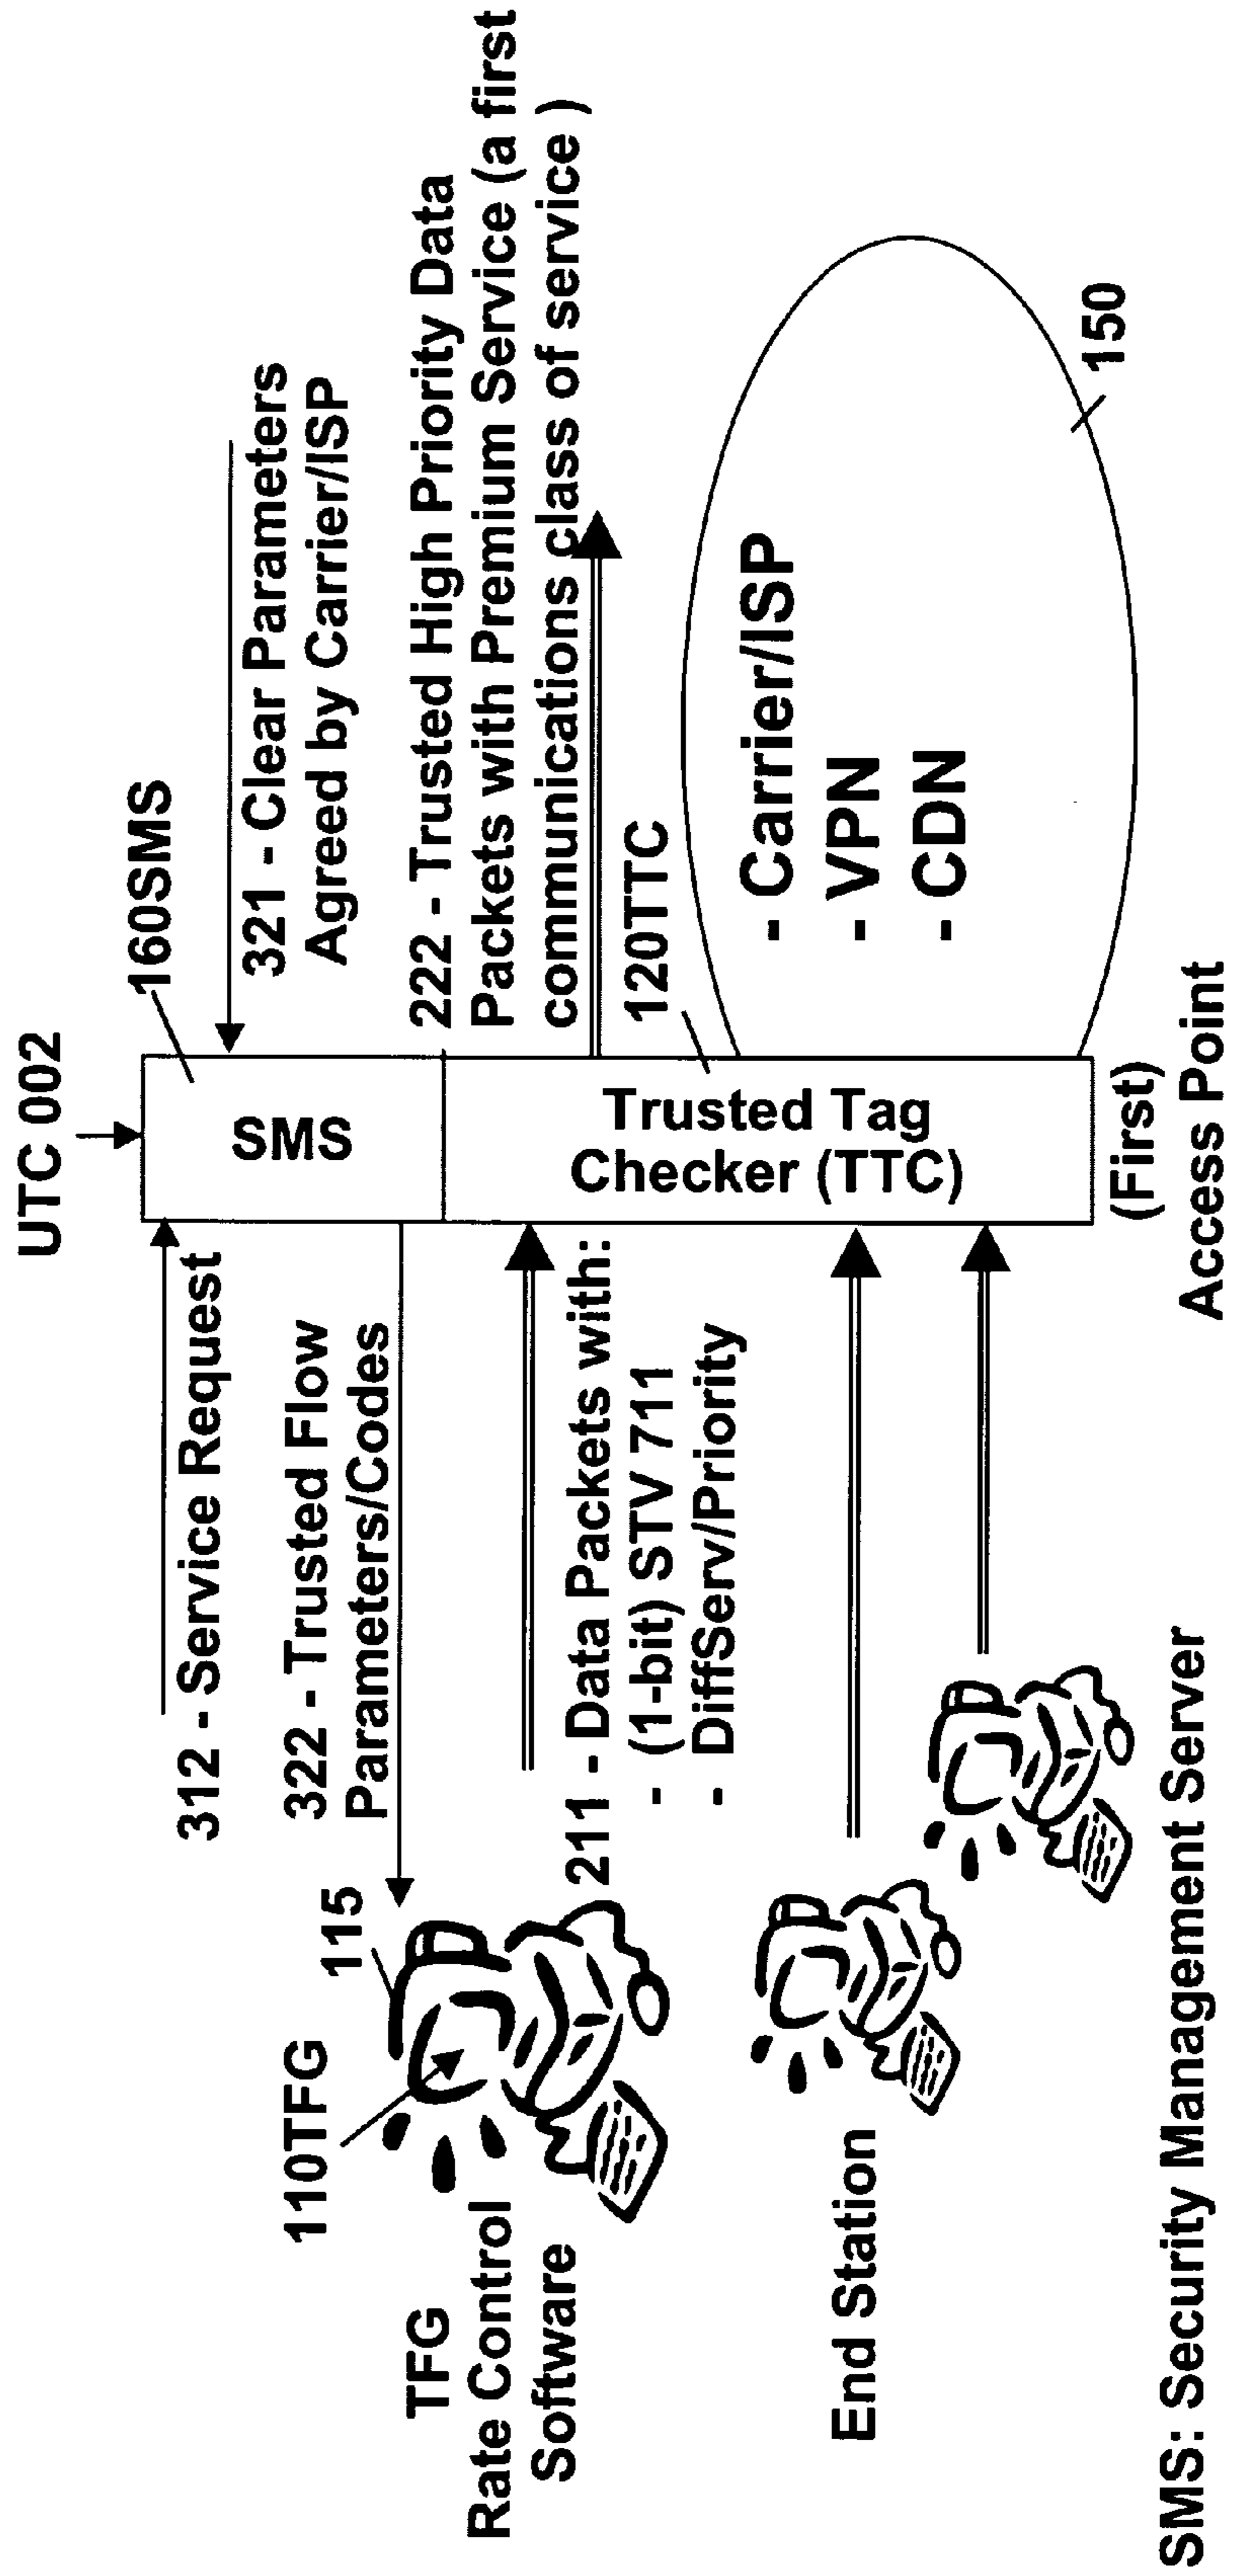 UTC 002
160SMS
312 - Service Request
SMS
321 - Clear Parameters
Agreed by Carrier/ISP
322 - Trusted Flow
Parameters/Codes
115
110TFG
TFG
Rate Control
Software
222 - Trusted High Priority Data
Packets with Premium Service (a first
communications class of service )
211 - Data Packets with:
- (1-bit) STV 711
- DiffServ/Priority
Trusted Tag
Checker (TTC)
120TTC
- Carrier/ISP
- VPN
- CDN
150
End Station
(First)
Access Point
SMS: Security Management Server